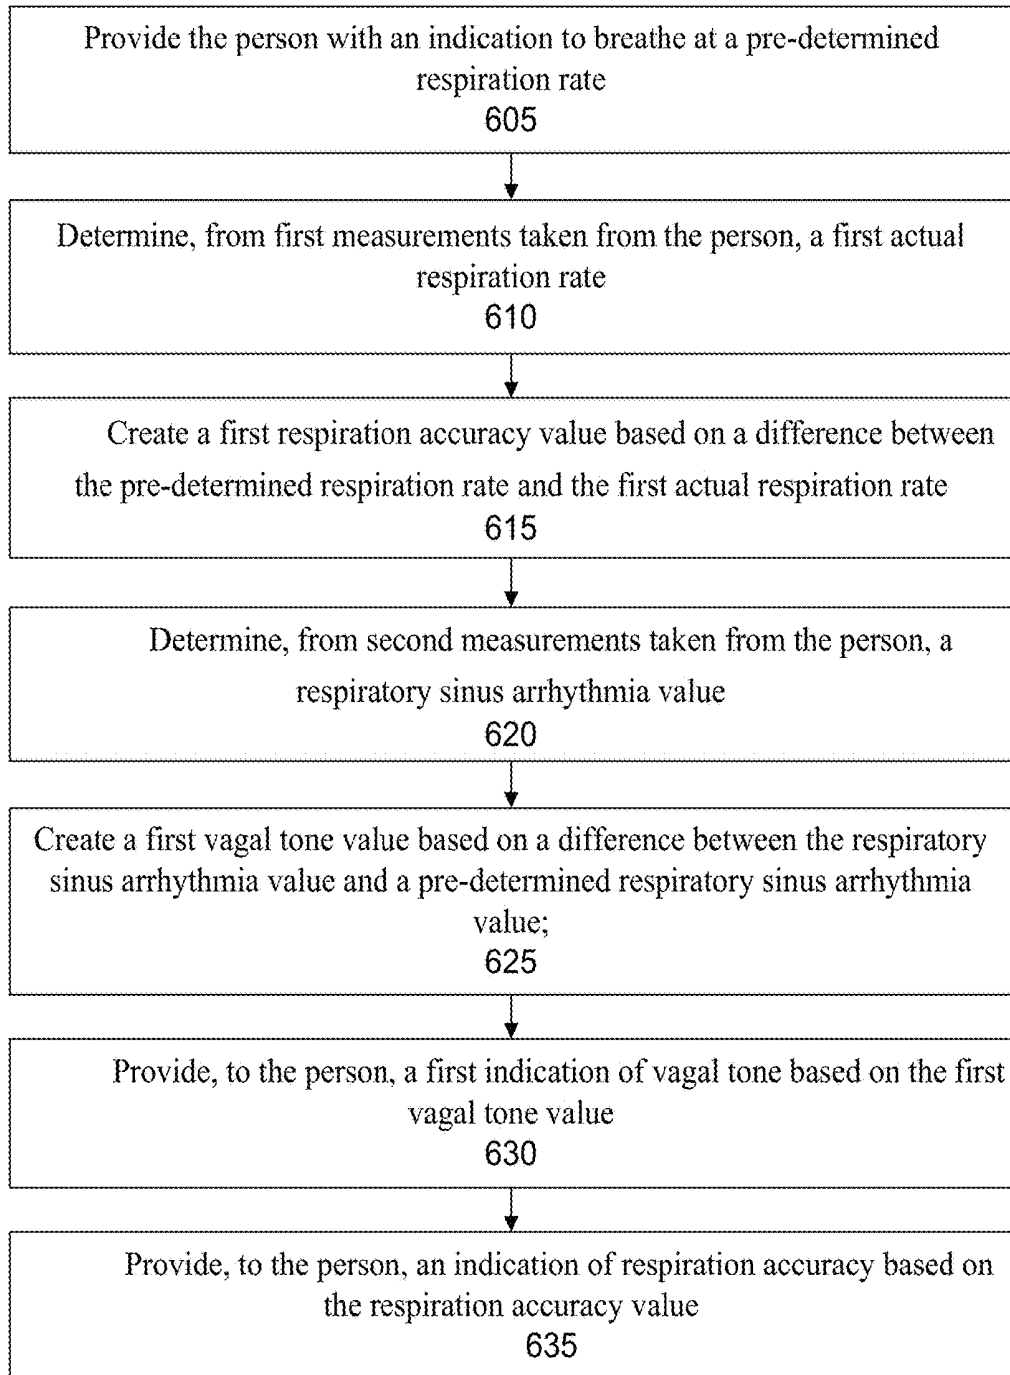 Provide the person with an indication to breathe at a pre-determined
respiration rate
605
Determine, from first measurements taken from the person, a first actual
respiration rate
610
Create a first respiration accuracy value based on a difference between
the pre-determined respiration rate and the first actual respiration rate
615
Determine, from second measurements taken from the person, a
respiratory sinus arrhythmia value
620
Create a first vagal tone value based on a difference between the respiratory
sinus arrhythmia value and a pre-determined respiratory sinus arrhythmia
value;
625
Provide, to the person, a first indication of vagal tone based on the first
vagal tone value
630
Provide, to the person, an indication of respiration accuracy based on
the respiration accuracy value
635